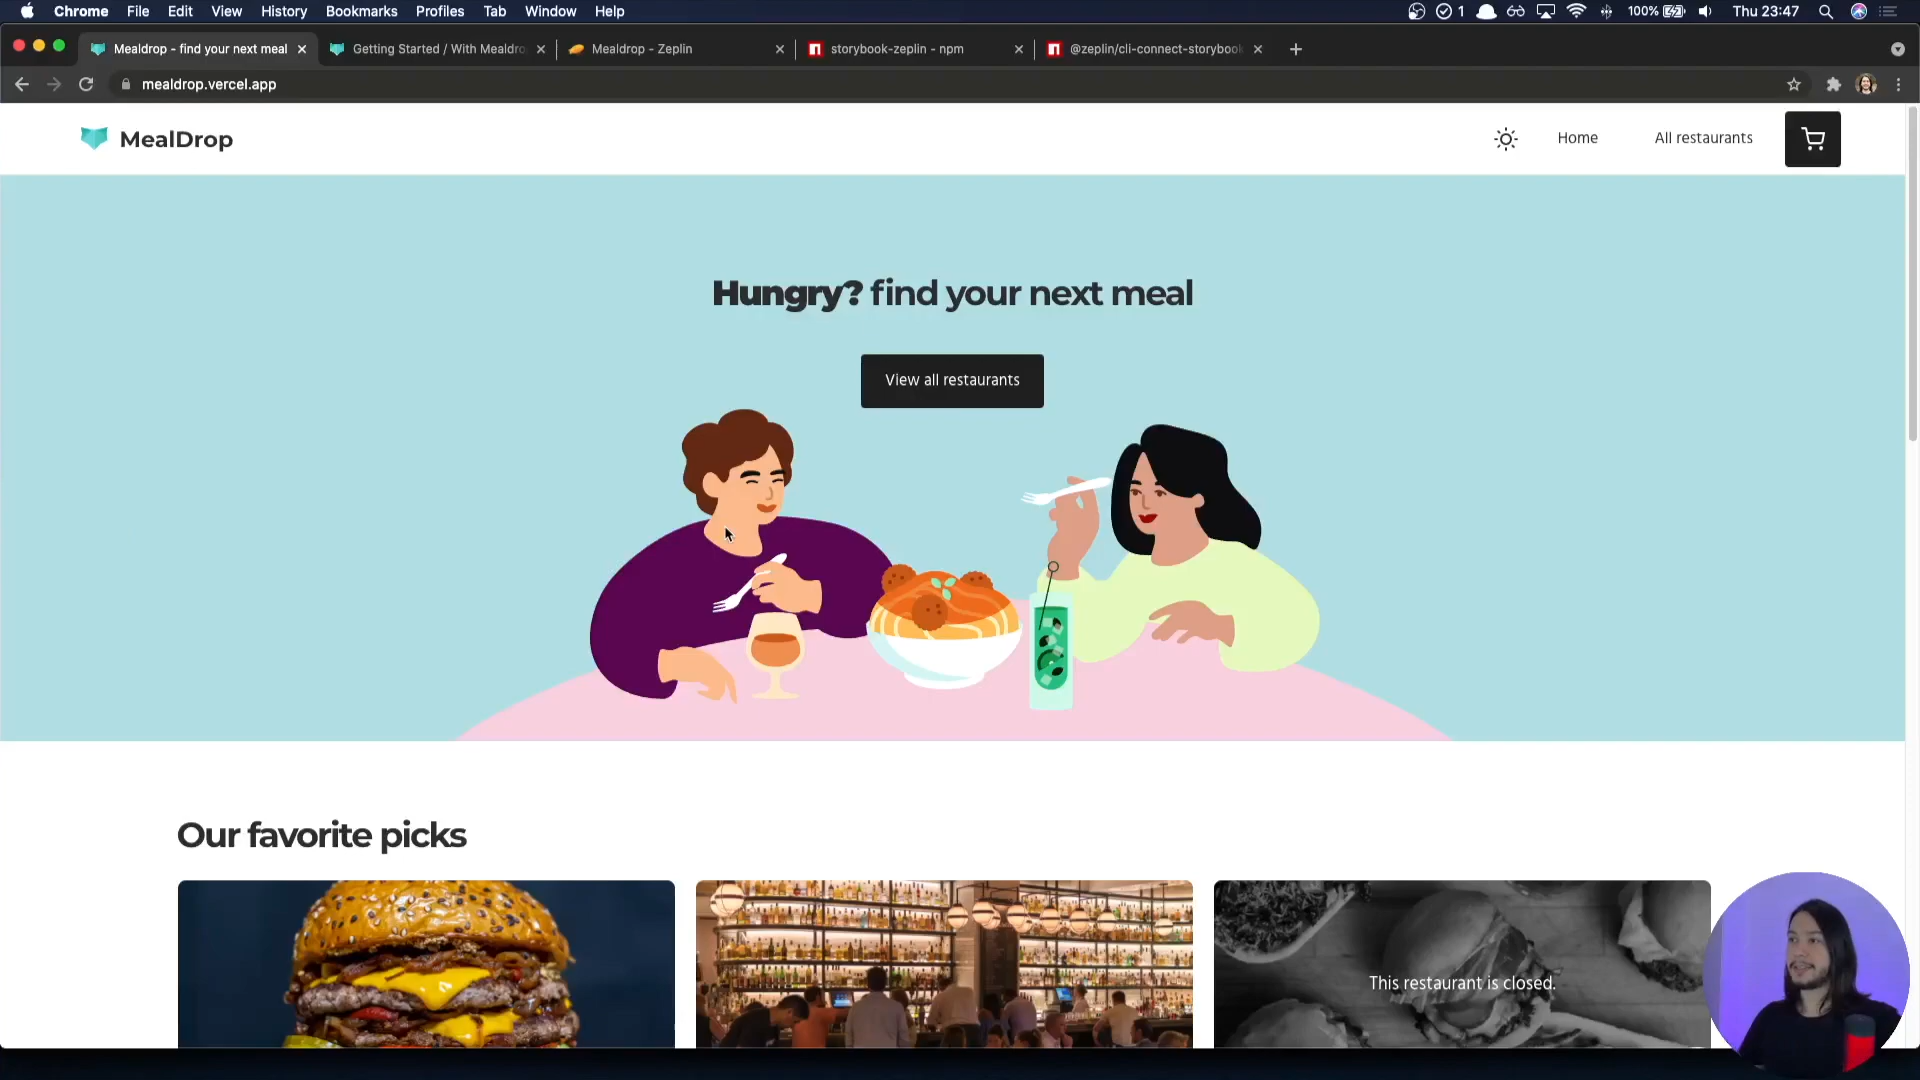 Chrome File Edit View History Bookmarks Profiles Tab Window Help 1 100% Thu 23:47
Mealdrop - find your next meal Getting Started / With Mealdro Mealdrop - Zeplin storybook-zeplin - npm @zeplin/cli-connect-storybook
mealdrop.vercel.app
MealDrop Home All restaurants
Hungry? find your next meal
View all restaurants
Our favorite picks
This restaurant is closed.